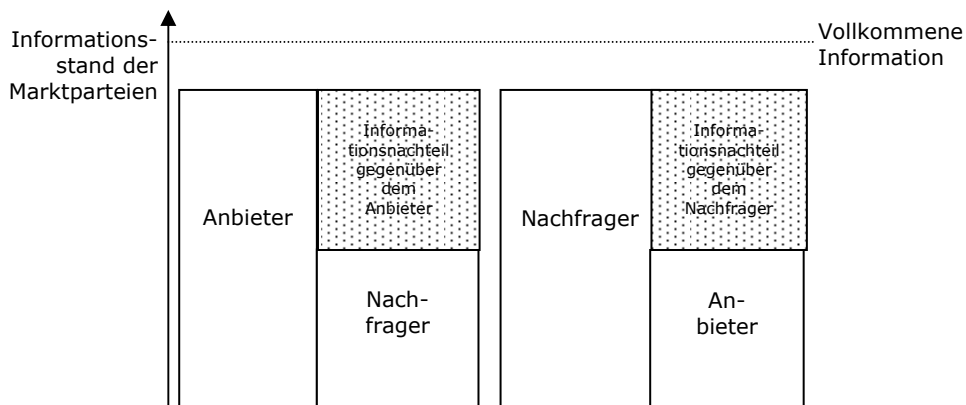 Informations-
stand der
Marktparteien
Vollkommene
Information
Anbieter
Informa-
tionsnachteil
gegenüber
dem
Anbieter
Nach-
frager
Nachfrager
Informa-
tionsnachteil
gegenüber
dem
Nachfrager
An-
bieter